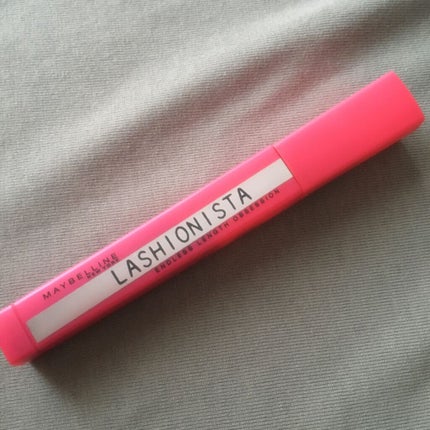 MAYBELLINE
NEW YORK
LASHIONISTA
ENDLESS LENGTH OBSESSION